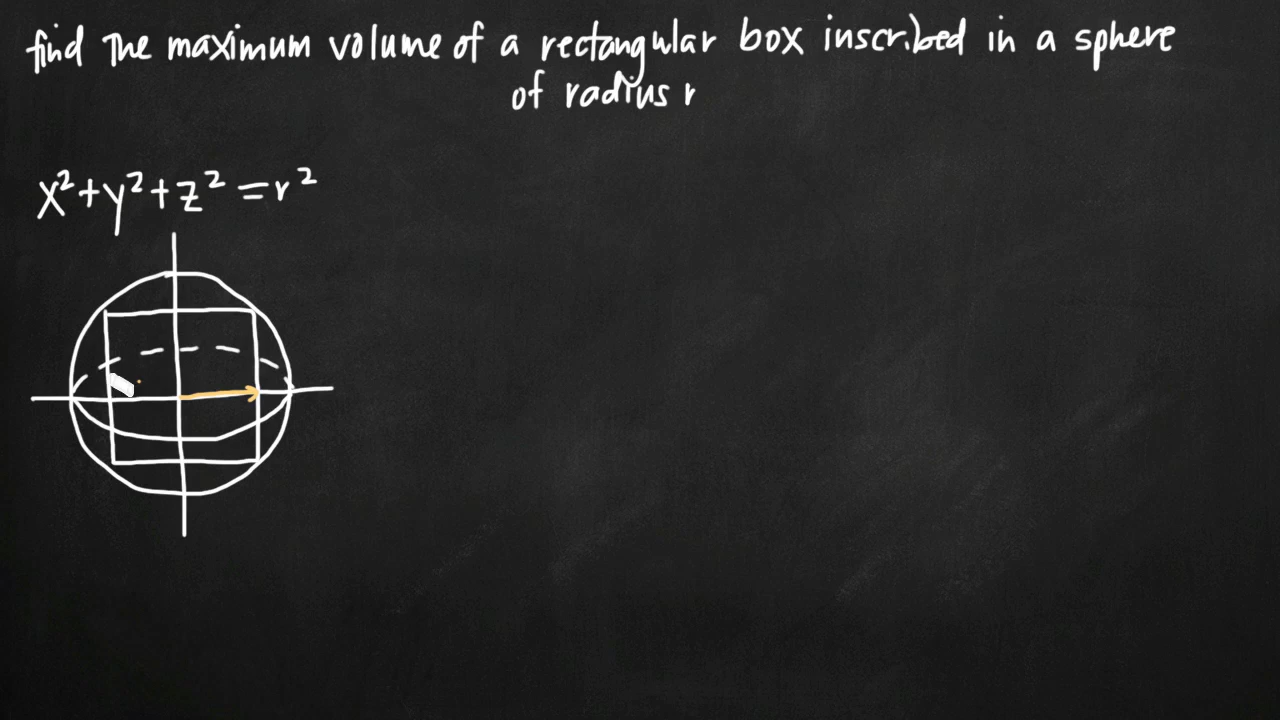 find the maximum volume of a rectangular box inscribed in a sphere
of radius r
x²+y²+z²=r²